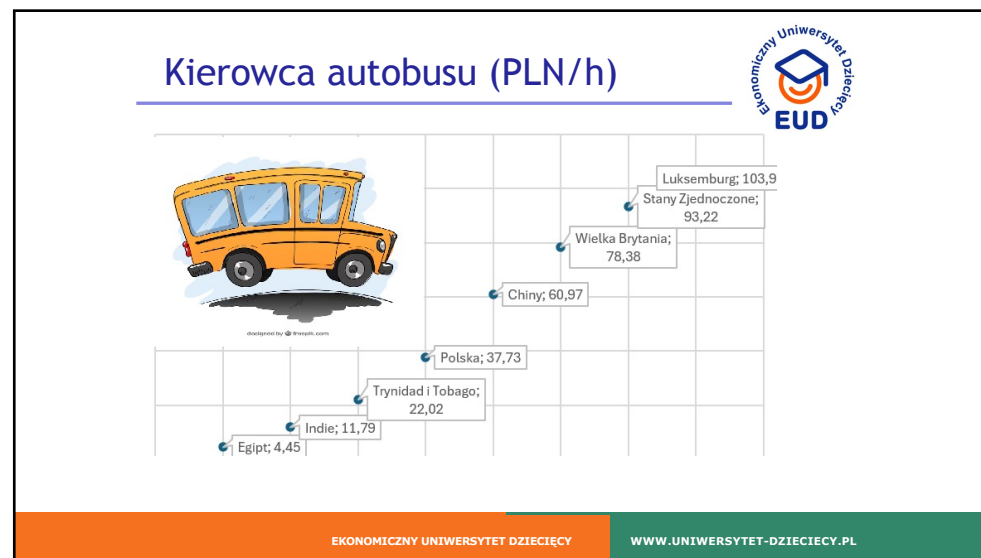 Kierowca autobusu (PLN/h)
Ekonomiczny Uniwersytet Dziecięcy
EUD
Luksemburg; 103,9
Stany Zjednoczone;
93,22
Wielka Brytania;
78,38
Chiny; 60,97
designed by freepik.com
Polska; 37,73
Trynidad i Tobago;
22,02
Indie; 11,79
Egipt; 4,45
EKONOMICZNY UNIWERSYTET DZIECIĘCY
WWW.UNIWERSYTET-DZIECIECY.PL